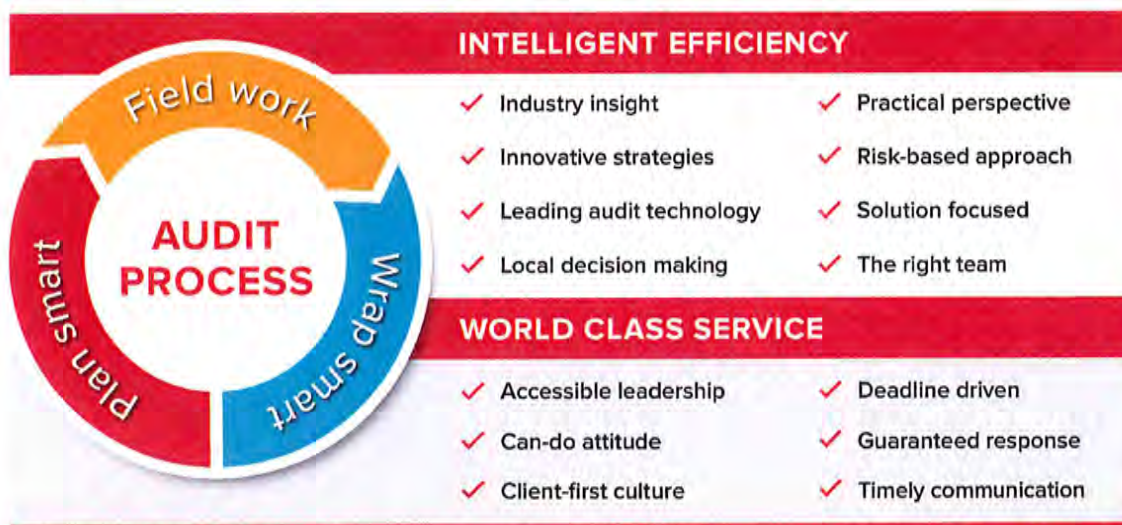 Field work
AUDIT
PROCESS
Plan smart
Wrap smart
INTELLIGENT EFFICIENCY
Industry insight
Innovative strategies
Leading audit technology
Local decision making
Practical perspective
Risk-based approach
Solution focused
The right team
WORLD CLASS SERVICE
Accessible leadership
Can-do attitude
Client-first culture
Deadline driven
Guaranteed response
Timely communication